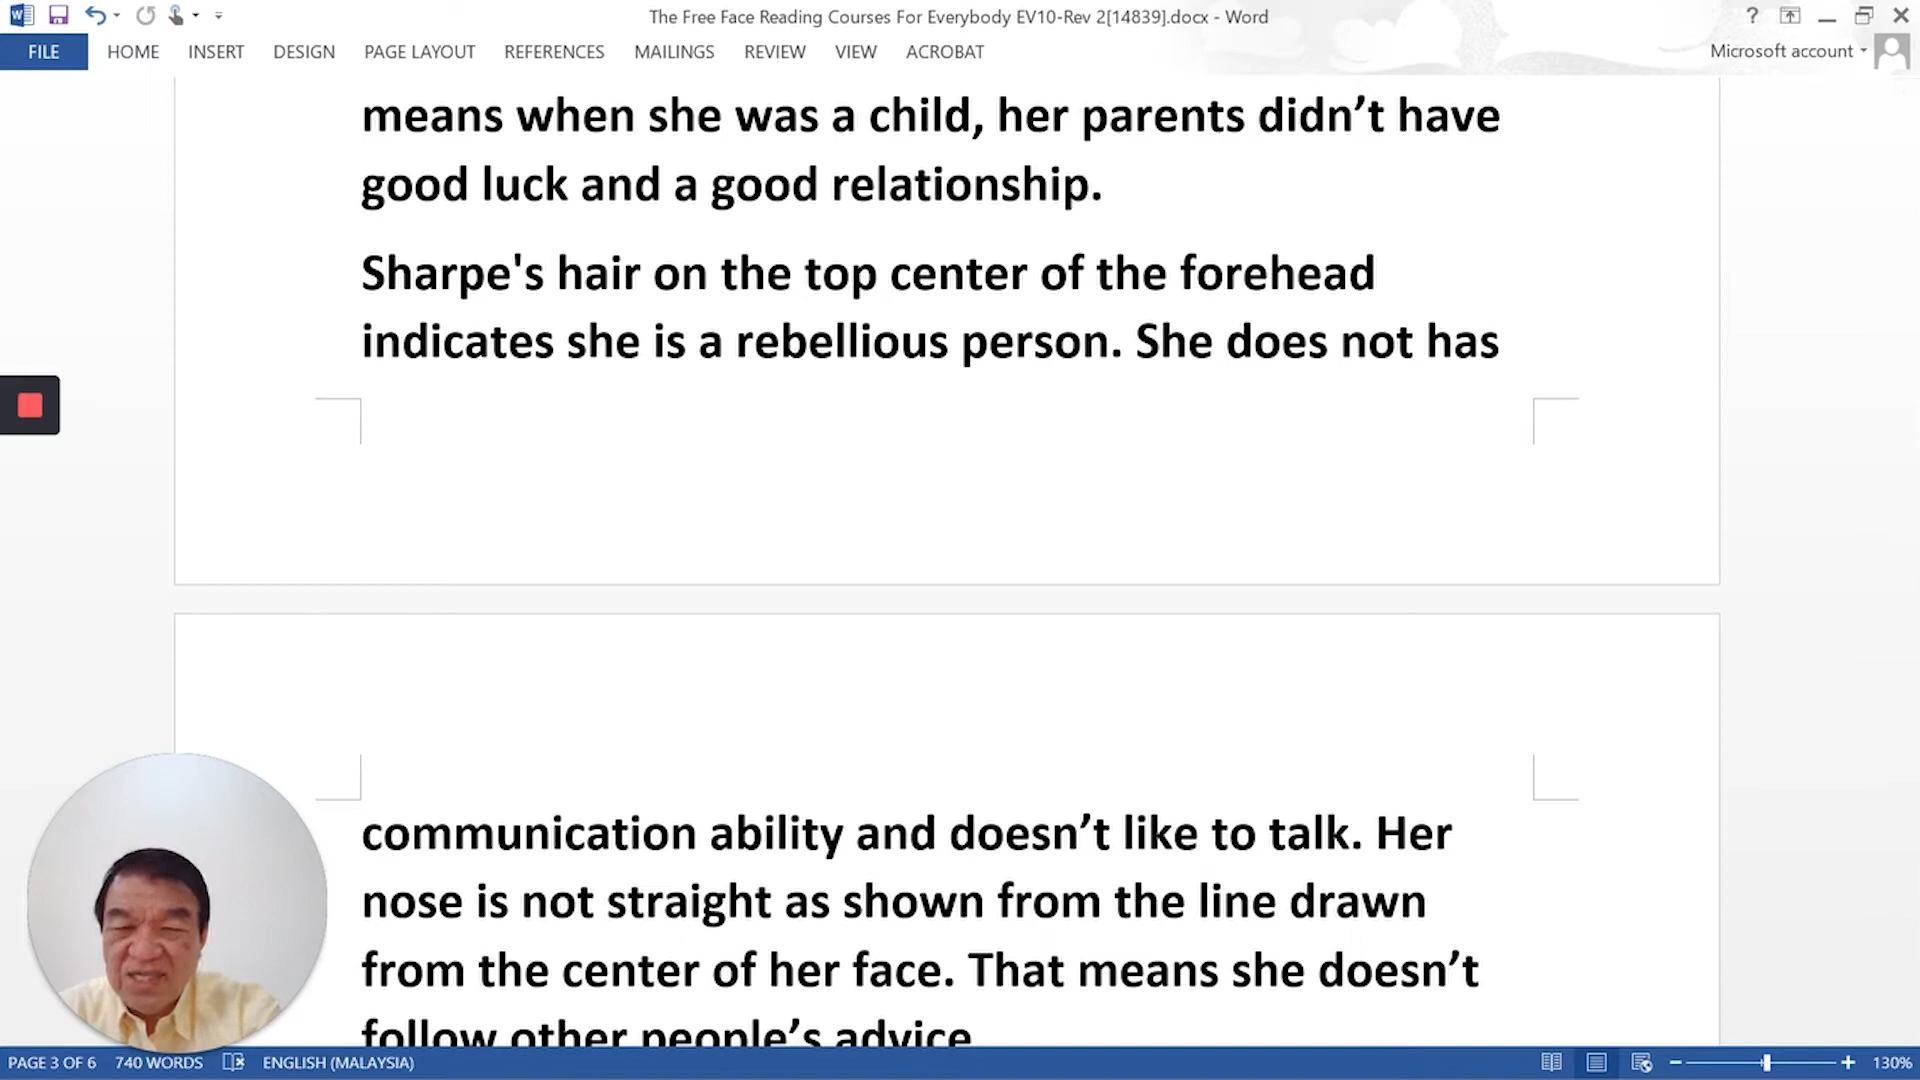 The Free Face Reading Courses For Everybody EV10-Rev 2[14839].docx - Word
?
FILE HOME INSERT DESIGN PAGE LAYOUT REFERENCES MAILINGS REVIEW VIEW ACROBAT Microsoft account
means when she was a child, her parents didn’t have
good luck and a good relationship.
Sharpe's hair on the top center of the forehead
indicates she is a rebellious person. She does not has
communication ability and doesn’t like to talk. Her
nose is not straight as shown from the line drawn
from the center of her face. That means she doesn’t
follow other people’s advice
PAGE 3 OF 6 740 WORDS ENGLISH (MALAYSIA) 130%